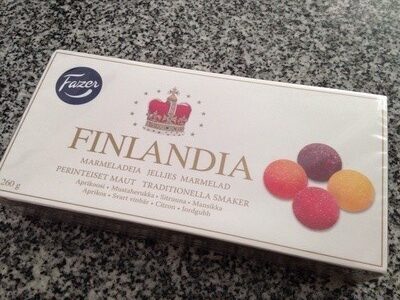 Fazer
FINLANDIA
MARMELADEJA JELLIES MARMELAD
PERINTEISET MAUT TRADITIONELLA SMAKER
Aprikoosi • Mustaherukka • Sitruuna • Mansikka
Aprikos • Svart vinbär • Citron • Jordgubb
260 g